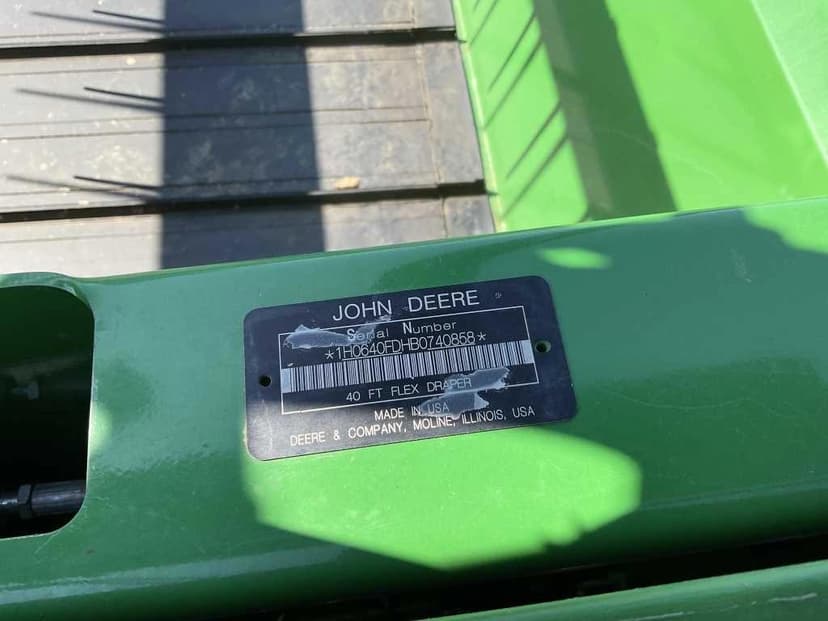 JOHN DEERE
Serial Number
*1H0640FDHB0740858*
40 FT FLEX DRAPER
MADE IN USA
DEERE & COMPANY, MOLINE, ILLINOIS, USA